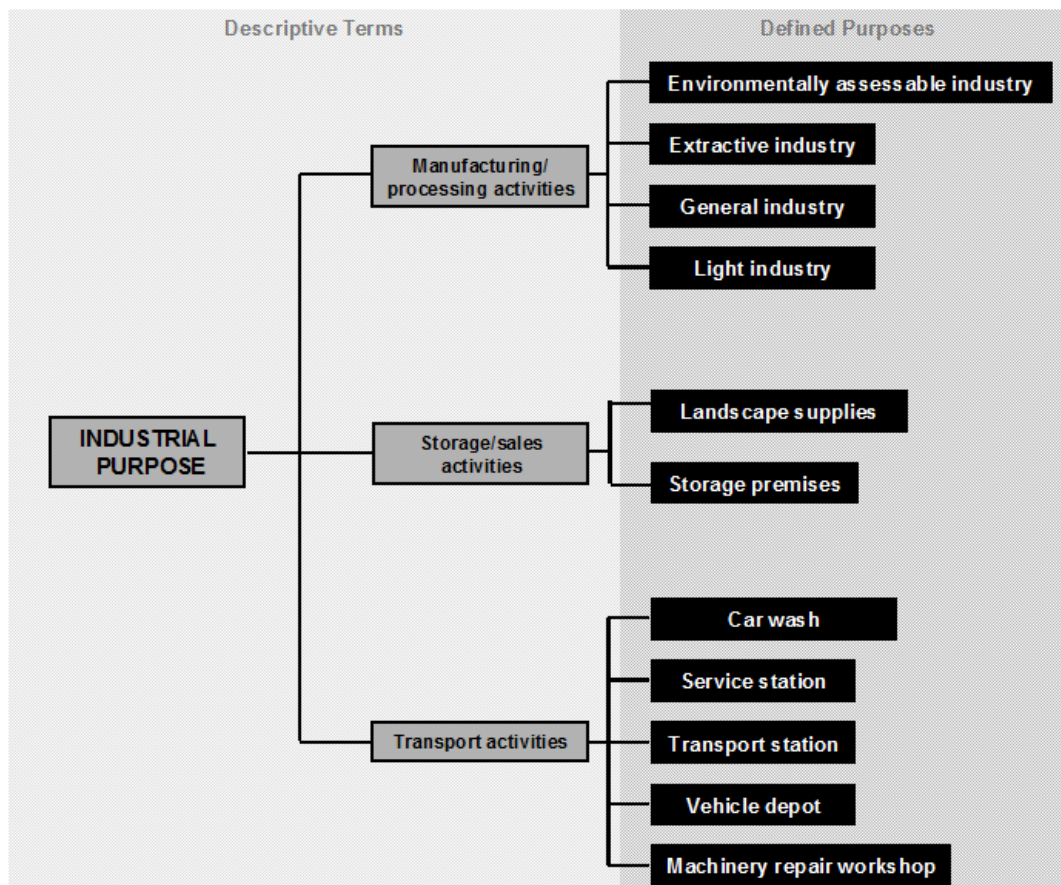 Descriptive Terms
Defined Purposes
Environmentally assessable industry
Manufacturing/
processing activities
Extractive industry
General industry
Light industry
INDUSTRIAL
PURPOSE
Storage/sales
activities
Landscape supplies
Storage premises
Car wash
Service station
Transport activities
Transport station
Vehicle depot
Machinery repair workshop